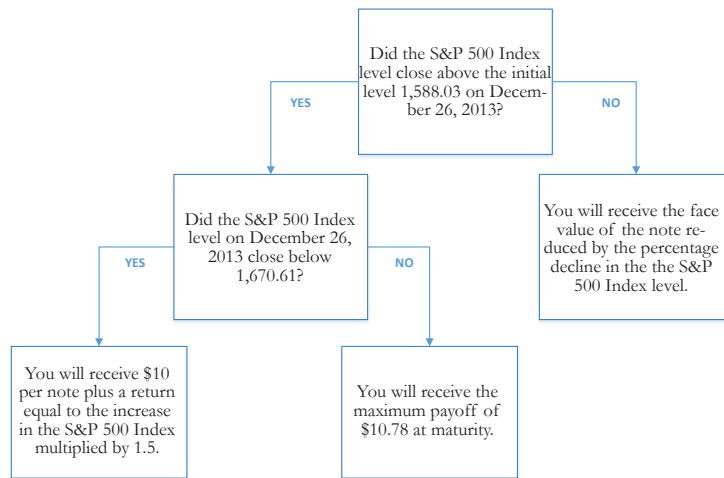 Did the S&P 500 Index
level close above the initial
level 1,588.03 on Decem-
ber 26, 2013?
YES
NO
Did the S&P 500 Index
level on December 26,
2013 close below
1,670.61?
You will receive the face
value of the note re-
duced by the percentage
decline in the the S&P
500 Index level.
YES
NO
You will receive $10
per note plus a return
equal to the increase
in the S&P 500 Index
multiplied by 1.5.
You will receive the
maximum payoff of
$10.78 at maturity.